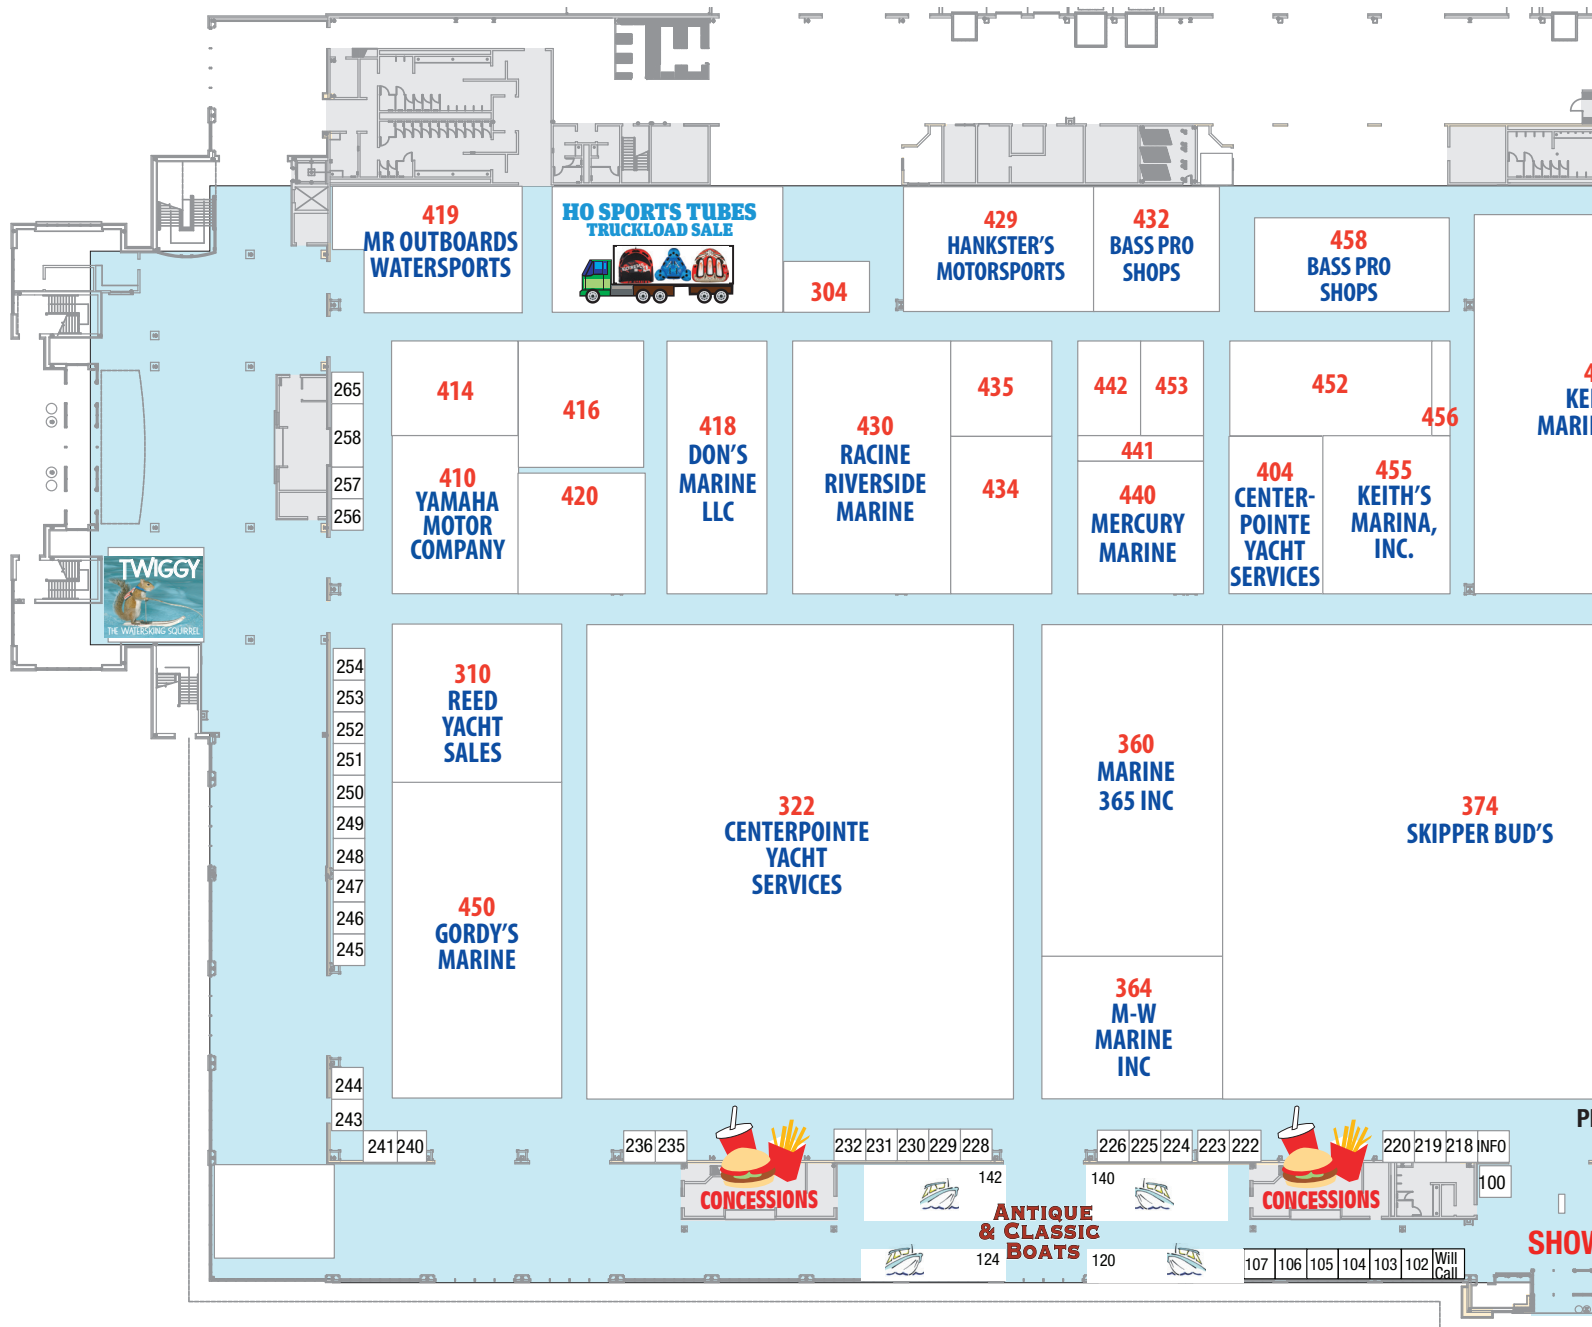 419
MR OUTBOARDS
WATERSPORTS
HO SPORTS TUBES
TRUCKLOAD SALE
304
429
HANKSTER'S
MOTORSPORTS
432
BASS PRO
SHOPS
458
BASS PRO
SHOPS
265
258
257
256
414
416
410
YAMAHA
MOTOR
COMPANY
420
418
DON'S
MARINE
LLC
430
RACINE
RIVERSIDE
MARINE
435
434
442
453
441
440
MERCURY
MARINE
452
456
404
CENTER-
POINTE
YACHT
SERVICES
455
KEITH'S
MARINA,
INC.
TWIGGY
THE WATERSKIING SQUIRREL
254
253
252
251
250
249
248
247
246
245
244
243
241 240
310
REED
YACHT
SALES
450
GORDY'S
MARINE
322
CENTERPOINTE
YACHT
SERVICES
360
MARINE
365 INC
364
M-W
MARINE
INC
374
SKIPPER BUD'S
236 235
CONCESSIONS
232 231 230 229 228
226 225 224 223 222
CONCESSIONS
220 219 218 INFO
100
142
140
ANTIQUE
& CLASSIC
BOATS
124
120
107 106 105 104 103 102 Will
Call